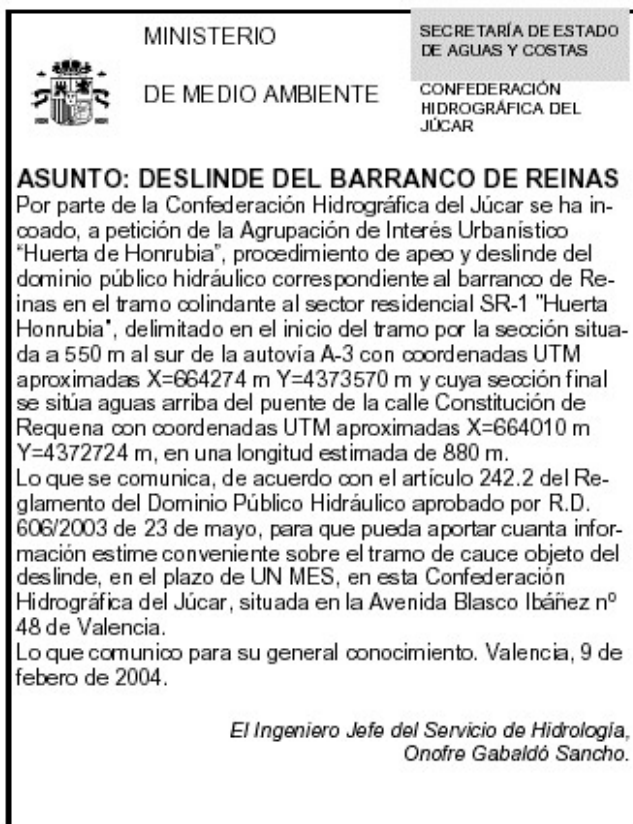 MINISTERIO
DE MEDIO AMBIENTE
SECRETARÍA DE ESTADO
DE AGUAS Y COSTAS
CONFEDERACIÓN
HIDROGRÁFICA DEL
JÚCAR
ASUNTO: DESLINDE DEL BARRANCO DE REINAS
Por parte de la Confederación Hidrográfica del Júcar se ha in-
coado, a petición de la Agrupación de Interés Urbanístico
“Huerta de Honrubia”, procedimiento de apeo y deslinde del
dominio público hidráulico correspondiente al barranco de Re-
inas en el tramo colindante al sector residencial SR-1 "Huerta
Honrubia", delimitado en el inicio del tramo por la sección situa-
da a 550 m al sur de la autovía A-3 con coordenadas UTM
aproximadas X=664274 m Y=4373570 m y cuya sección final
se sitúa aguas arriba del puente de la calle Constitución de
Requena con coordenadas UTM aproximadas X=664010 m
Y=4372724 m, en una longitud estimada de 880 m.
Lo que se comunica, de acuerdo con el artículo 242.2 del Re-
glamento del Dominio Público Hidráulico aprobado por R.D.
606/2003 de 23 de mayo, para que pueda aportar cuanta infor-
mación estime conveniente sobre el tramo de cauce objeto del
deslinde, en el plazo de UN MES, en esta Confederación
Hidrográfica del Júcar, situada en la Avenida Blasco Ibáñez nº
48 de Valencia.
Lo que comunico para su general conocimiento. Valencia, 9 de
febero de 2004.
El Ingeniero Jefe del Servicio de Hidrología,
Onofre Gabaldó Sancho.